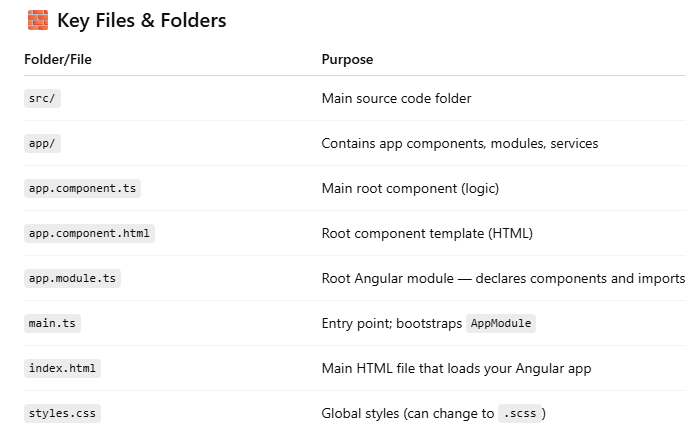 🧱 Key Files & Folders
Folder/File Purpose
src/ Main source code folder
app/ Contains app components, modules, services
app.component.ts Main root component (logic)
app.component.html Root component template (HTML)
app.module.ts Root Angular module — declares components and imports
main.ts Entry point; bootstraps AppModule
index.html Main HTML file that loads your Angular app
styles.css Global styles (can change to .scss)